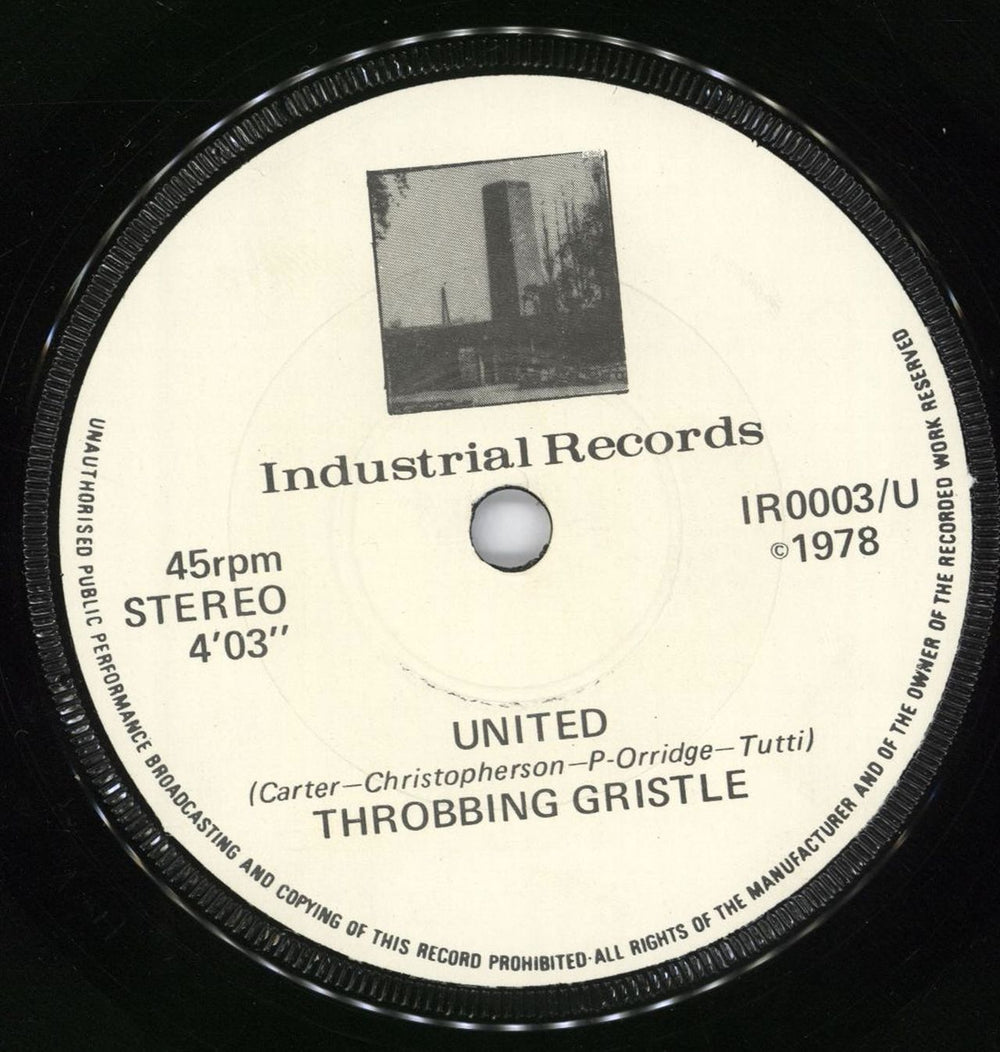 Industrial Records
IR0003/U
©1978
45rpm
STEREO
4'03"
UNITED
(Carter—Christopherson—P-Orridge—Tutti)
THROBBING GRISTLE
UNAUTHORISED PUBLIC PERFORMANCE BROADCASTING AND COPYING OF THIS RECORD PROHIBITED·ALL RIGHTS OF THE MANUFACTURER AND OF THE OWNER OF THE RECORDED WORK RESERVED